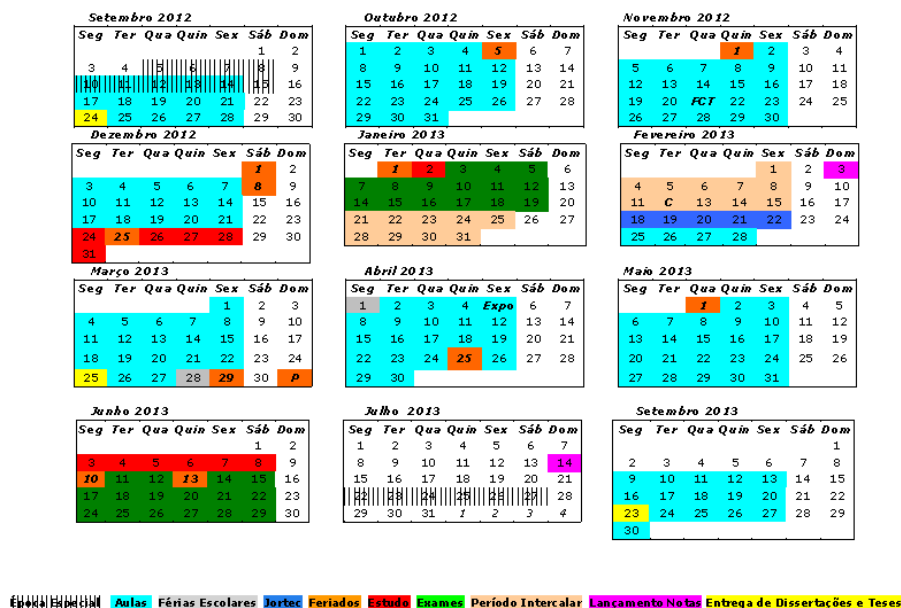 Setembro 2012 Outubro 2012 Novembro 2012
Seg Ter Qua Quin Sex Sáb Dom Seg Ter Qua Quin Sex Sáb Dom Seg Ter Qua Quin Sex Sáb Dom
1 2 1 2 3 4 5 6 7 1 2 3 4
3 4 5 6 7 8 9 8 9 10 11 12 13 14 5 6 7 8 9 10 11
10 11 12 13 14 15 16 15 16 17 18 19 20 21 12 13 14 15 16 17 18
17 18 19 20 21 22 23 22 23 24 25 26 27 28 19 20 FCT 22 23 24 25
24 25 26 27 28 29 30 29 30 31 26 27 28 29 30
Dezembro 2012 Janeiro 2013 Fevereiro 2013
Seg Ter Qua Quin Sex Sáb Dom Seg Ter Qua Quin Sex Sáb Dom Seg Ter Qua Quin Sex Sáb Dom
1 2 1 2 3 4 5 6 1 2 3
3 4 5 6 7 8 9 7 8 9 10 11 12 13 4 5 6 7 8 9 10
10 11 12 13 14 15 16 14 15 16 17 18 19 20 11 C 13 14 15 16 17
17 18 19 20 21 22 23 21 22 23 24 25 26 27 18 19 20 21 22 23 24
24 25 26 27 28 29 30 28 29 30 31 25 26 27 28
31
Março 2013 Abril 2013 Maio 2013
Seg Ter Qua Quin Sex Sáb Dom Seg Ter Qua Quin Sex Sáb Dom Seg Ter Qua Quin Sex Sáb Dom
1 2 3 1 2 3 4 Expo 6 7 1 2 3 4 5
4 5 6 7 8 9 10 8 9 10 11 12 13 14 6 7 8 9 10 11 12
11 12 13 14 15 16 17 15 16 17 18 19 20 21 13 14 15 16 17 18 19
18 19 20 21 22 23 24 22 23 24 25 26 27 28 20 21 22 23 24 25 26
25 26 27 28 29 30 P 29 30 27 28 29 30 31
Junho 2013 Julho 2013 Setembro 2013
Seg Ter Qua Quin Sex Sáb Dom Seg Ter Qua Quin Sex Sáb Dom Seg Ter Qua Quin Sex Sáb Dom
1 2 1 2 3 4 5 6 7 1
3 4 5 6 7 8 9 8 9 10 11 12 13 14 2 3 4 5 6 7 8
10 11 12 13 14 15 16 15 16 17 18 19 20 21 9 10 11 12 13 14 15
17 18 19 20 21 22 23 22 23 24 25 26 27 28 16 17 18 19 20 21 22
24 25 26 27 28 29 30 29 30 31 1 2 3 4 23 24 25 26 27 28 29
30
Época Especial Aulas Férias Escolares Jortec Feriados Estudo Exames Período Intercalar Lançamento Notas Entrega de Dissertações e Teses